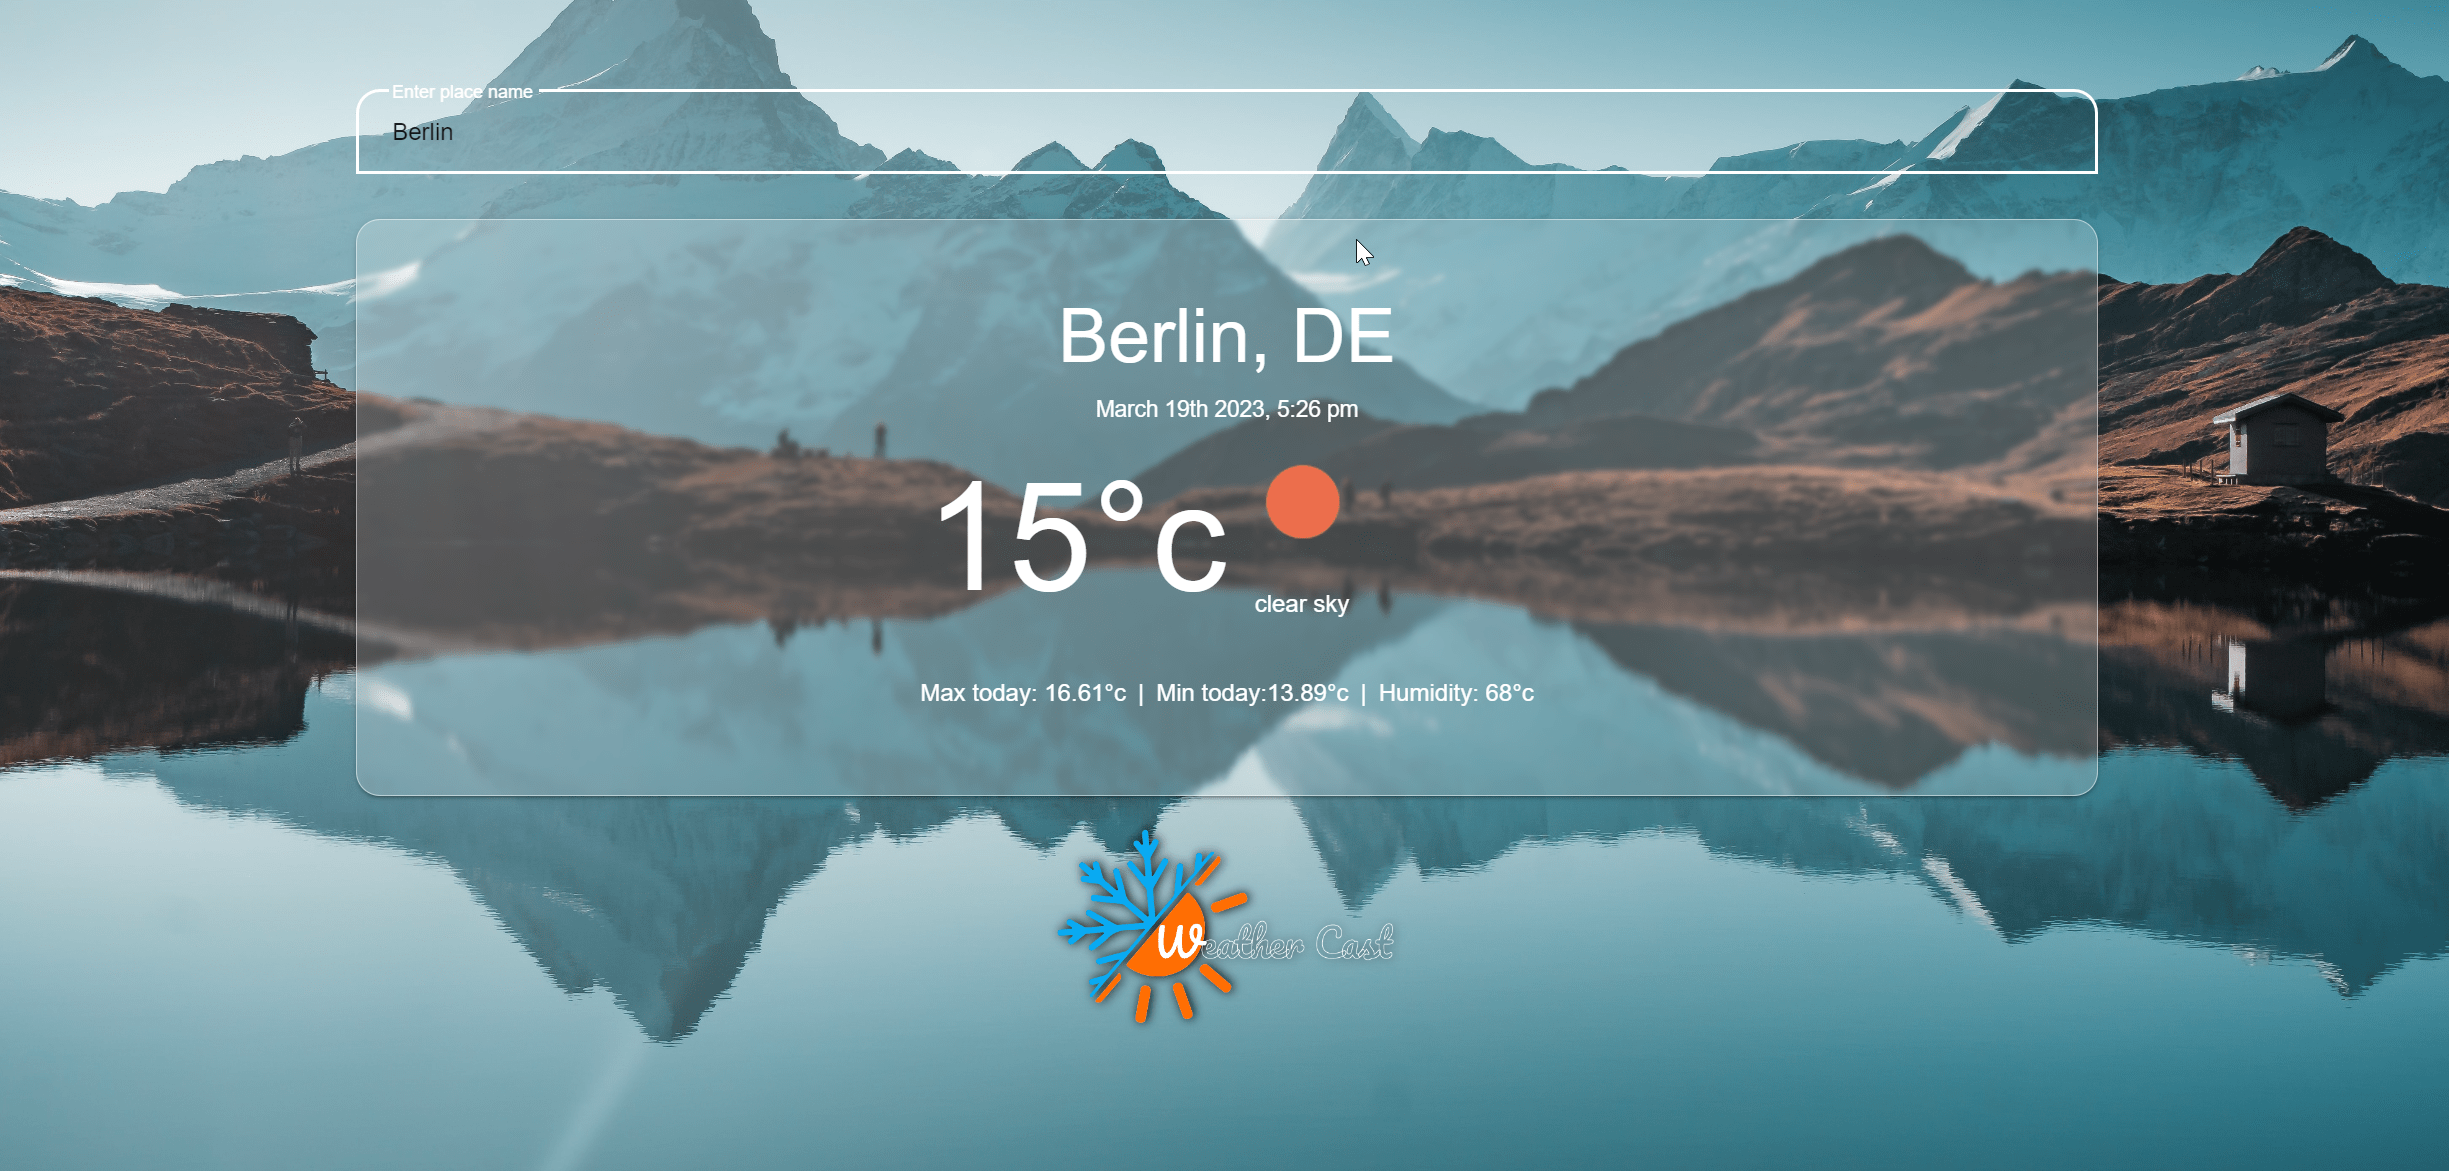 Enter place name
Berlin
Berlin, DE
March 19th 2023, 5:26 pm
15°c
clear sky
Max today: 16.61°c | Min today:13.89°c | Humidity: 68°c
Weather Cast